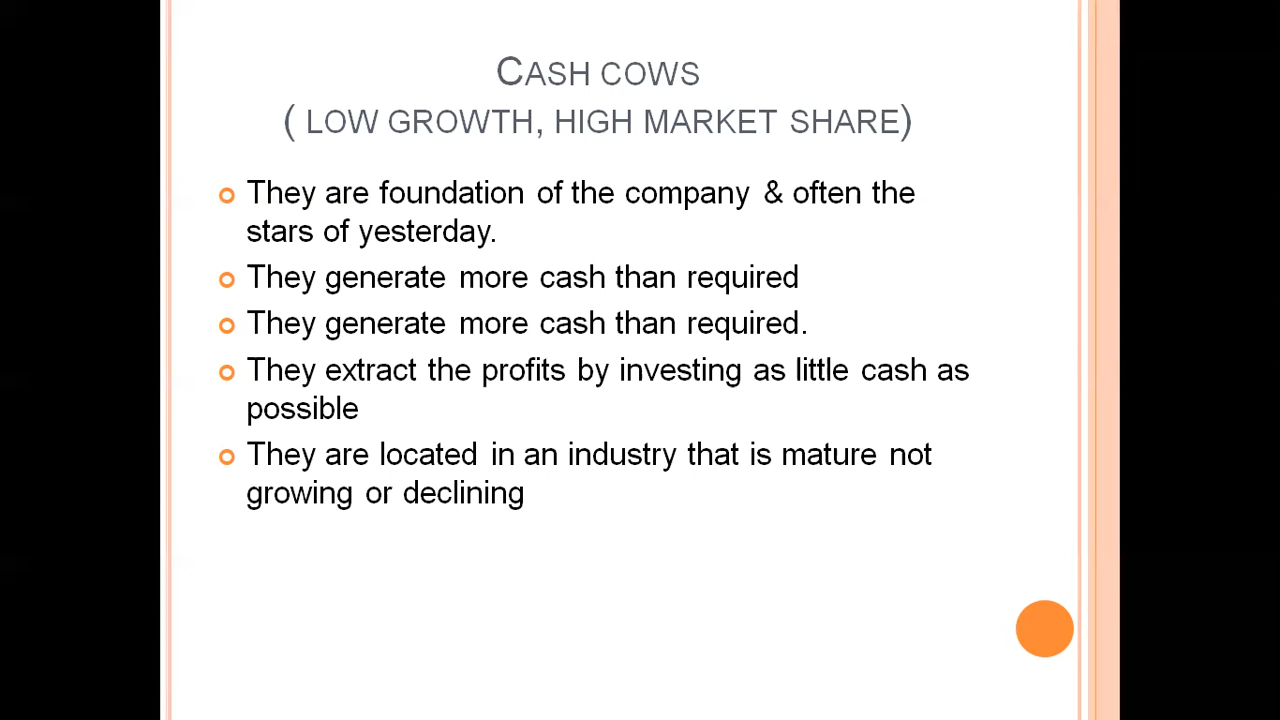 CASH COWS
( LOW GROWTH, HIGH MARKET SHARE)
They are foundation of the company & often the
stars of yesterday.
They generate more cash than required
They generate more cash than required.
They extract the profits by investing as little cash as
possible
They are located in an industry that is mature not
growing or declining